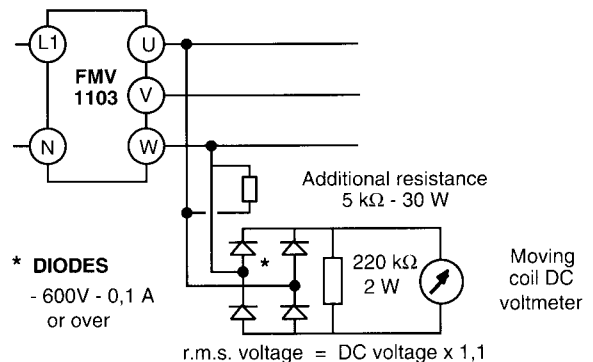 L1
U
FMV
1103
V
N
W
Additional resistance
5 kΩ - 30 W
* DIODES
- 600V - 0,1 A
or over
*
220 kΩ
2 W
Moving
coil DC
voltmeter
r.m.s. voltage = DC voltage x 1,1